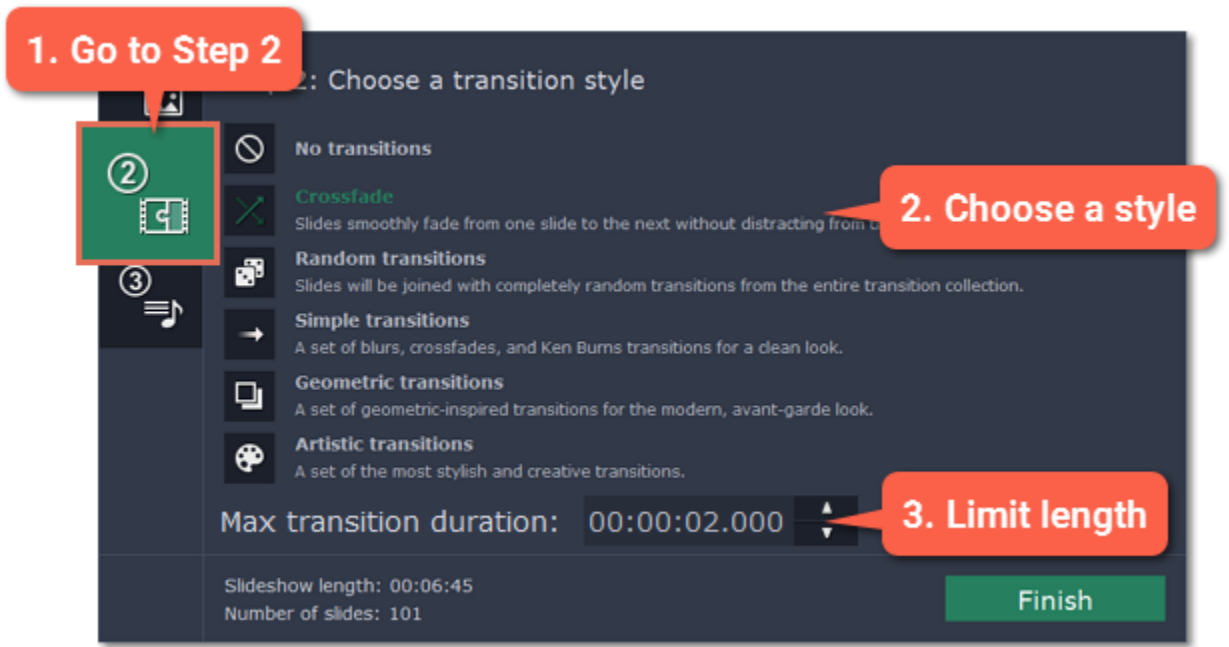 1. Go to Step 2
2: Choose a transition style
No transitions
2
Crossfade
Slides smoothly fade from one slide to the next without distracting from
2. Choose a style
Random transitions
Slides will be joined with completely random transitions from the entire transition collection.
3
Simple transitions
A set of blurs, crossfades, and Ken Burns transitions for a clean look.
Geometric transitions
A set of geometric-inspired transitions for the modern, avant-garde look.
Artistic transitions
A set of the most stylish and creative transitions.
Max transition duration: 00:00:02.000
3. Limit length
Slideshow length: 00:06:45
Number of slides: 101
Finish